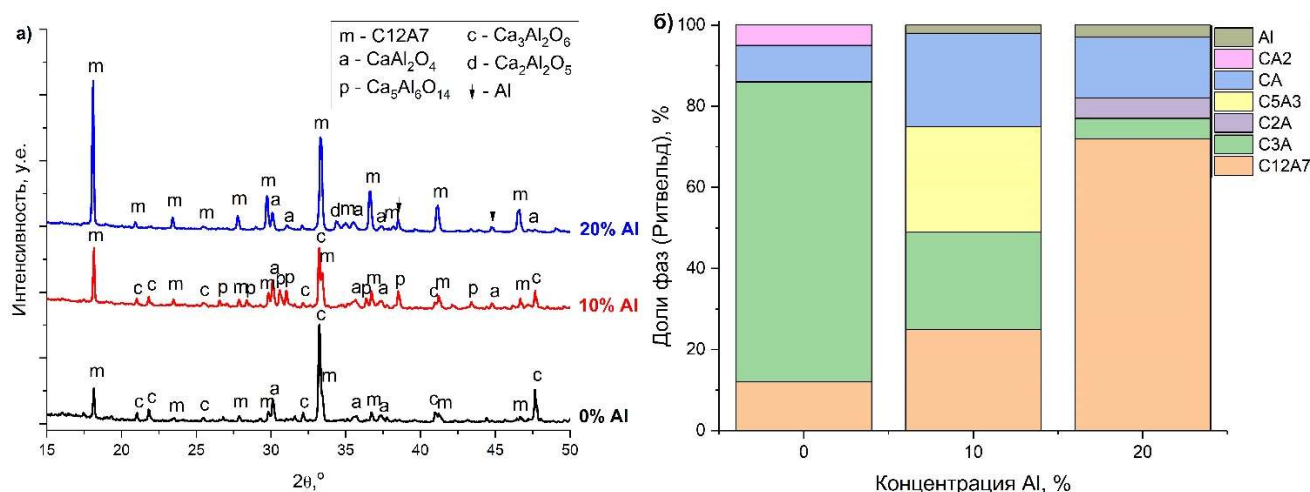 а)
m - C12A7
a - CaAl₂O₄
p - Ca₅Al₆O₁₄
c - Ca₃Al₂O₆
d - Ca₂Al₂O₅
- Al
Интенсивность, у.е.
m m m m m m a a m d m a m a m m m a
20% Al
m c c m c p m p m a p p c c m a p m a p c m p a m c
10% Al
m c c m c m m a c c m a m a c m m c
0% Al
15 20 25 30 35 40 45 50
2θ,°
б)
Доли фаз (Ритвельд), %
100
80
60
40
20
0
0 10 20
Концентрация Al, %
Al
CA2
CA
C5A3
C2A
C3A
C12A7